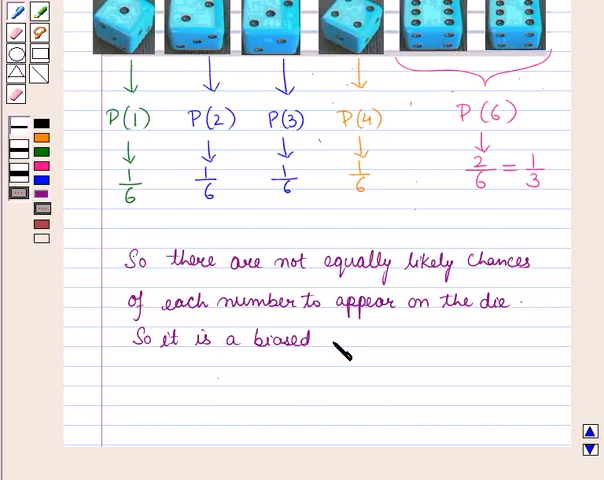 P(1) P(2) P(3) P(4) P(6)
1/6 1/6 1/6 1/6 2/6 = 1/3
So there are not equally likely chances
of each number to appear on the die.
So it is a biased